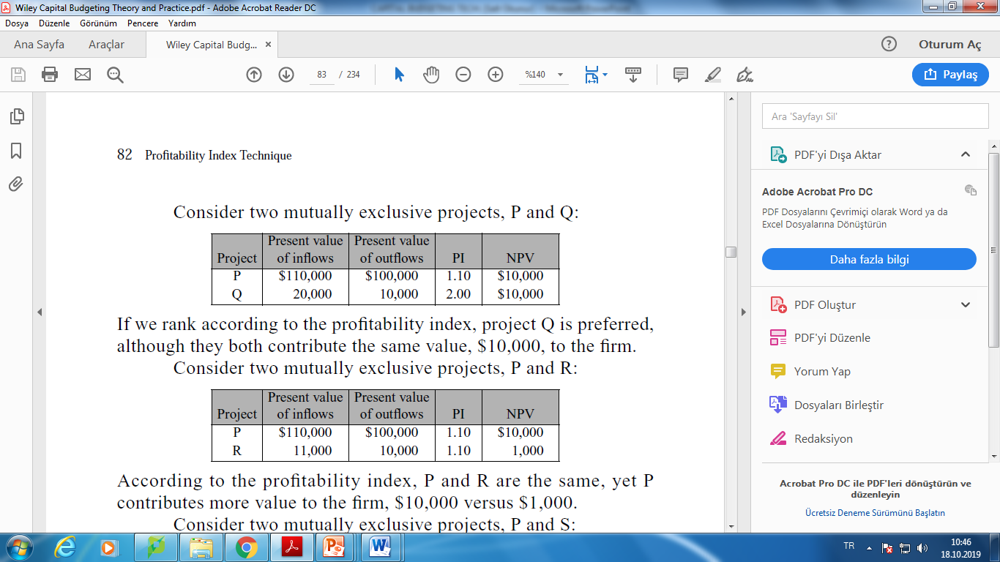 Wiley Capital Budgeting Theory and Practice.pdf - Adobe Acrobat Reader DC
Dosya Düzenle Görünüm Pencere Yardım
Ana Sayfa Araçlar Wiley Capital Budg... × ? Oturum Aç
83 / 234 %140 Paylaş
82 Profitability Index Technique
Consider two mutually exclusive projects, P and Q:
Present value Present value
Project of inflows of outflows PI NPV
P $110,000 $100,000 1.10 $10,000
Q 20,000 10,000 2.00 $10,000
If we rank according to the profitability index, project Q is preferred,
although they both contribute the same value, $10,000, to the firm.
Consider two mutually exclusive projects, P and R:
Present value Present value
Project of inflows of outflows PI NPV
P $110,000 $100,000 1.10 $10,000
R 11,000 10,000 1.10 1,000
According to the profitability index, P and R are the same, yet P
contributes more value to the firm, $10,000 versus $1,000.
Consider two mutually exclusive projects, P and S:
Ara 'Sayfayı Sil'
PDF'yi Dışa Aktar
Adobe Acrobat Pro DC
PDF Dosyalarını Çevrimiçi olarak Word ya da
Excel Dosyalarına Dönüştürün
Daha fazla bilgi
PDF Oluştur
PDF'yi Düzenle
Yorum Yap
Dosyaları Birleştir
Redaksiyon
Acrobat Pro DC ile PDF'leri dönüştürün ve
düzenleyin
Ücretsiz Deneme Sürümünü Başlatın
TR 10:46
18.10.2019